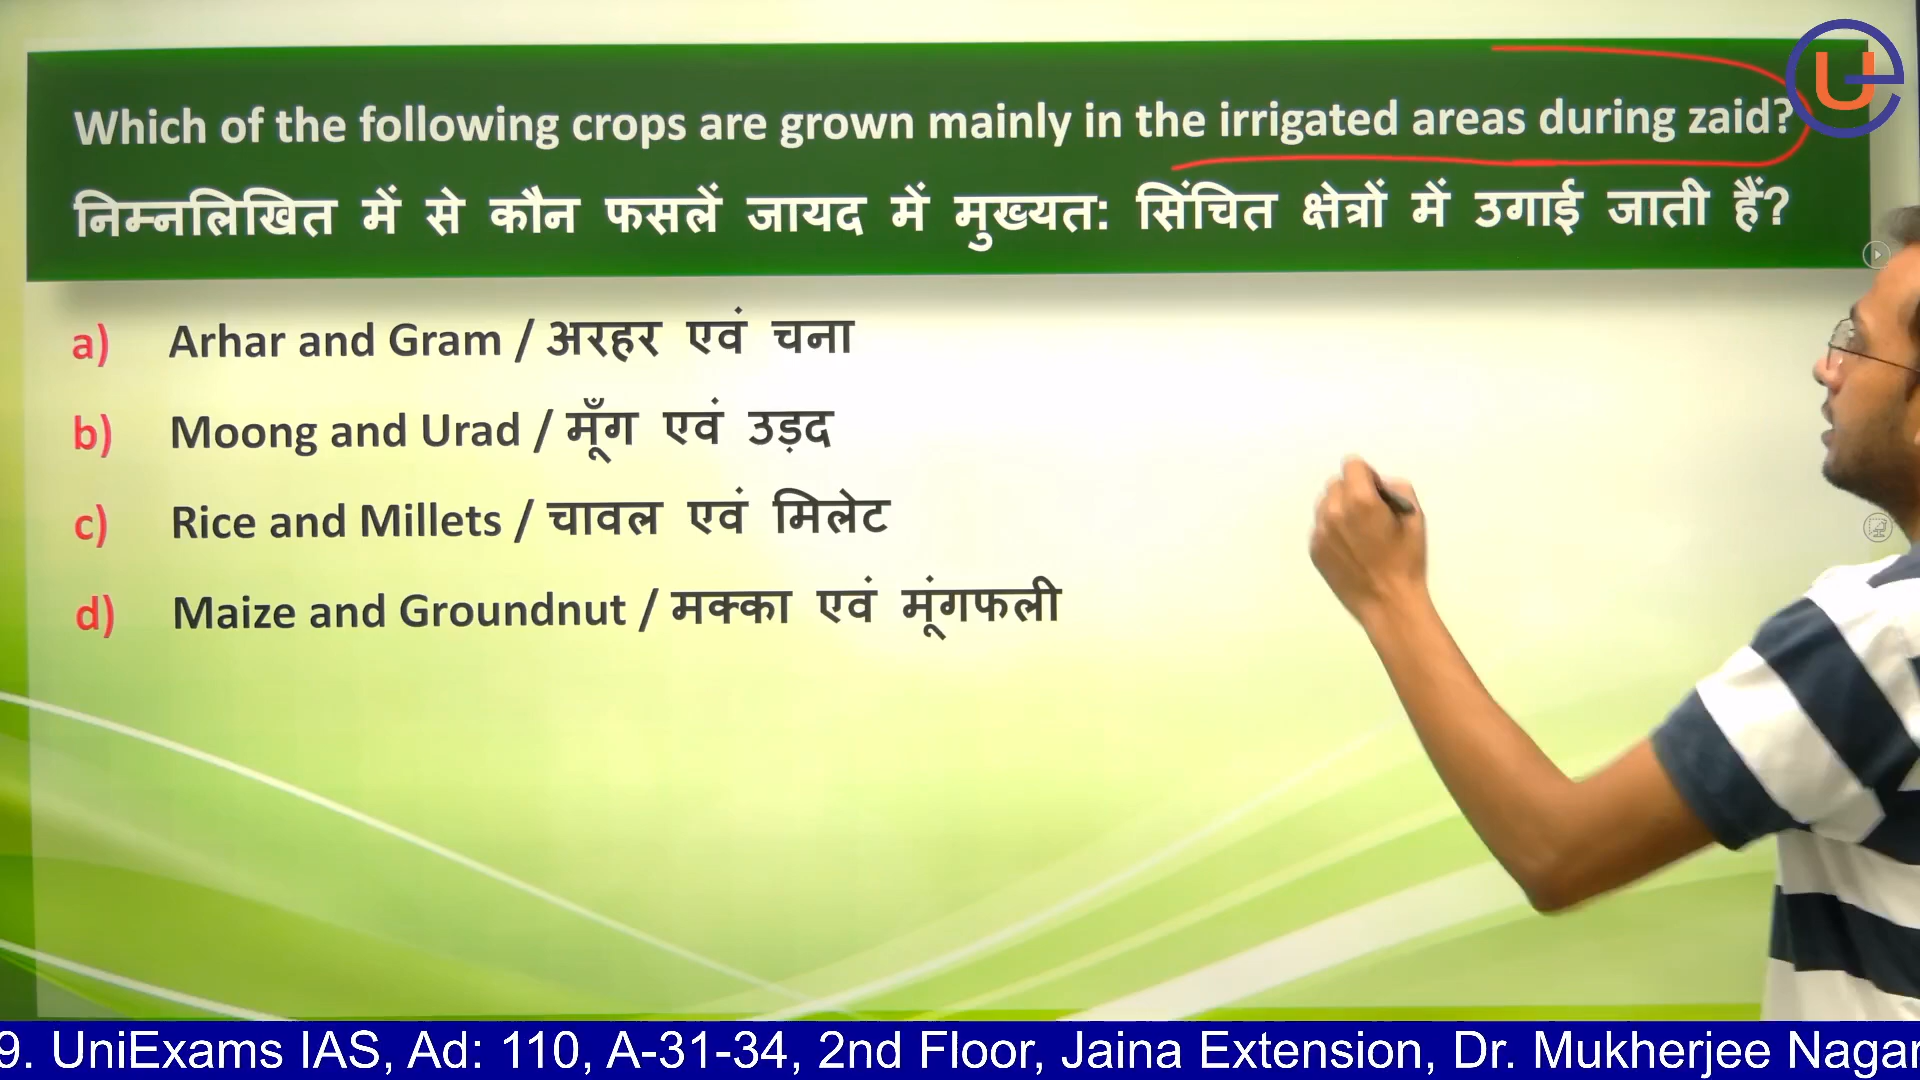 Which of the following crops are grown mainly in the irrigated areas during zaid?
निम्नलिखित में से कौन फसलें जायद में मुख्यत: सिंचित क्षेत्रों में उगाई जाती हैं?
a) Arhar and Gram / अरहर एवं चना
b) Moong and Urad / मूँग एवं उड़द
c) Rice and Millets / चावल एवं मिलेट
d) Maize and Groundnut / मक्का एवं मूंगफली
9. UniExams IAS, Ad: 110, A-31-34, 2nd Floor, Jaina Extension, Dr. Mukherjee Nagar